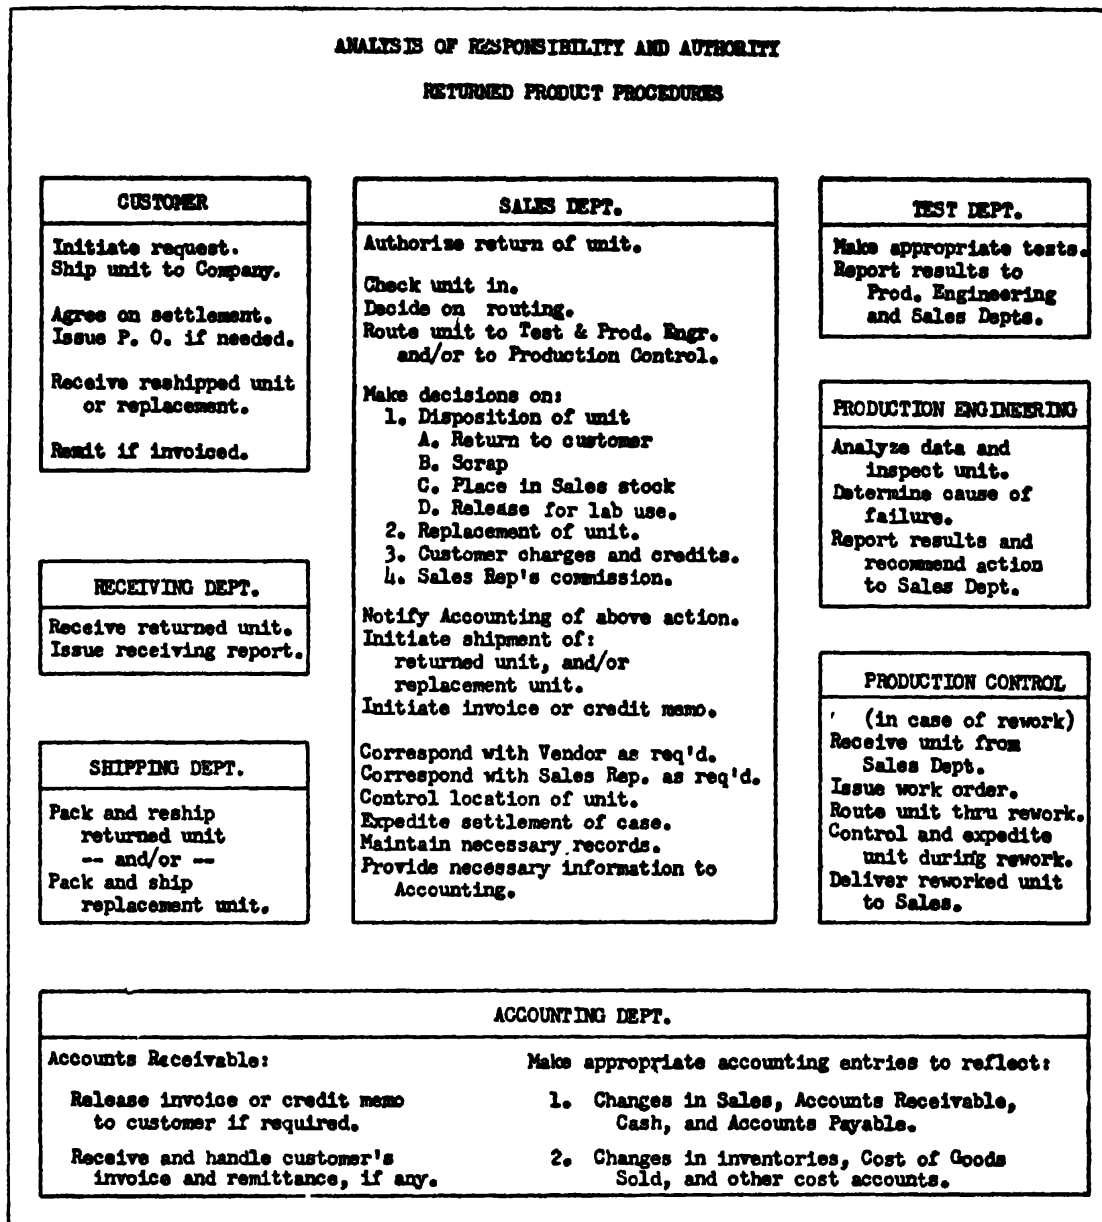 ANALYSIS OF RESPONSIBILITY AND AUTHORITY
RETURNED PRODUCT PROCEDURES
CUSTOMER
Initiate request.
Ship unit to Company.
Agree on settlement.
Issue P. O. if needed.
Receive reshipped unit
or replacement.
Remit if invoiced.
RECEIVING DEPT.
Receive returned unit.
Issue receiving report.
SHIPPING DEPT.
Pack and reship
returned unit
-- and/or --
Pack and ship
replacement unit.
SALES DEPT.
Authorize return of unit.
Check unit in.
Decide on routing.
Route unit to Test & Prod. Engr.
and/or to Production Control.
Make decisions on:
1. Disposition of unit
A. Return to customer
B. Scrap
C. Place in Sales stock
D. Release for lab use.
2. Replacement of unit.
3. Customer charges and credits.
4. Sales Rep's commission.
Notify Accounting of above action.
Initiate shipment of:
returned unit, and/or
replacement unit.
Initiate invoice or credit memo.
Correspond with Vendor as req'd.
Correspond with Sales Rep. as req'd.
Control location of unit.
Expedite settlement of case.
Maintain necessary records.
Provide necessary information to
Accounting.
TEST DEPT.
Make appropriate tests.
Report results to
Prod. Engineering
and Sales Depts.
PRODUCTION ENGINEERING
Analyze data and
inspect unit.
Determine cause of
failure.
Report results and
recommend action
to Sales Dept.
PRODUCTION CONTROL
(in case of rework)
Receive unit from
Sales Dept.
Issue work order.
Route unit thru rework.
Control and expedite
unit during rework.
Deliver reworked unit
to Sales.
ACCOUNTING DEPT.
Accounts Receivable:
Release invoice or credit memo
to customer if required.
Receive and handle customer's
invoice and remittance, if any.
Make appropriate accounting entries to reflect:
1. Changes in Sales, Accounts Receivable,
Cash, and Accounts Payable.
2. Changes in inventories, Cost of Goods
Sold, and other cost accounts.